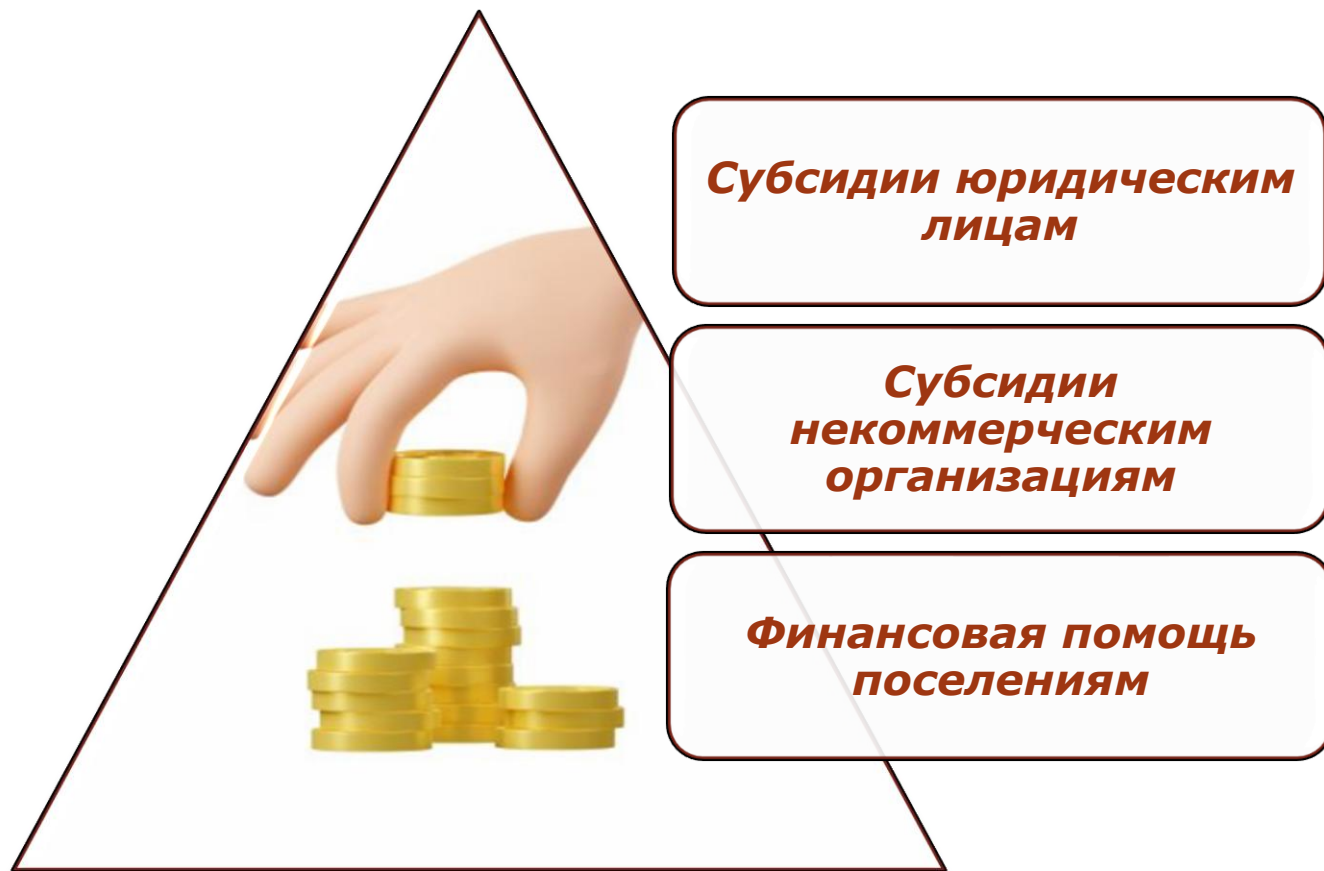 Субсидии юридическим
лицам
Субсидии
некоммерческим
организациям
Финансовая помощь
поселениям